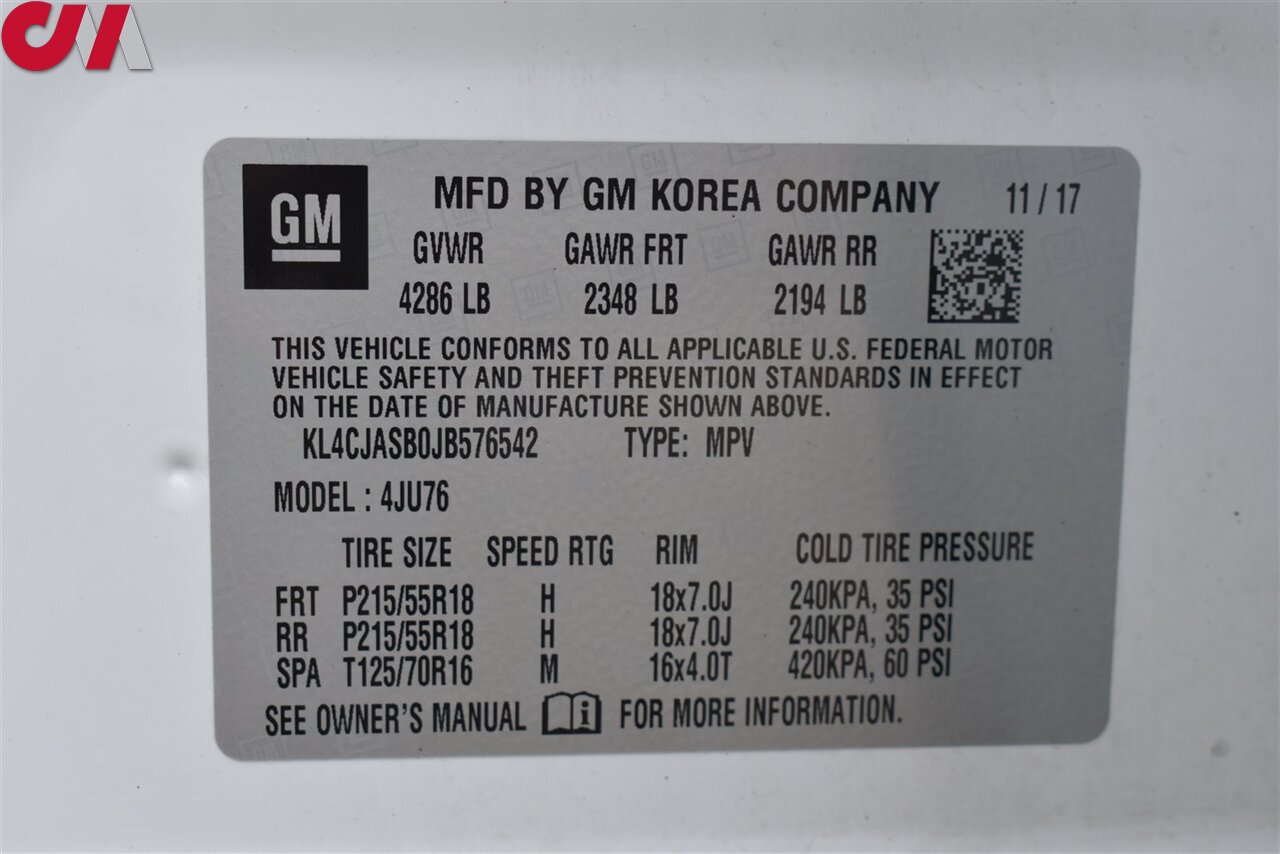 GM
MFD BY GM KOREA COMPANY 11 / 17
GVWR GAWR FRT GAWR RR
4286 LB 2348 LB 2194 LB
THIS VEHICLE CONFORMS TO ALL APPLICABLE U.S. FEDERAL MOTOR
VEHICLE SAFETY AND THEFT PREVENTION STANDARDS IN EFFECT
ON THE DATE OF MANUFACTURE SHOWN ABOVE.
KL4CJASB0JB576542 TYPE: MPV
MODEL : 4JU76
TIRE SIZE SPEED RTG RIM COLD TIRE PRESSURE
FRT P215/55R18 H 18x7.0J 240KPA, 35 PSI
RR P215/55R18 H 18x7.0J 240KPA, 35 PSI
SPA T125/70R16 M 16x4.0T 420KPA, 60 PSI
SEE OWNER'S MANUAL i FOR MORE INFORMATION.